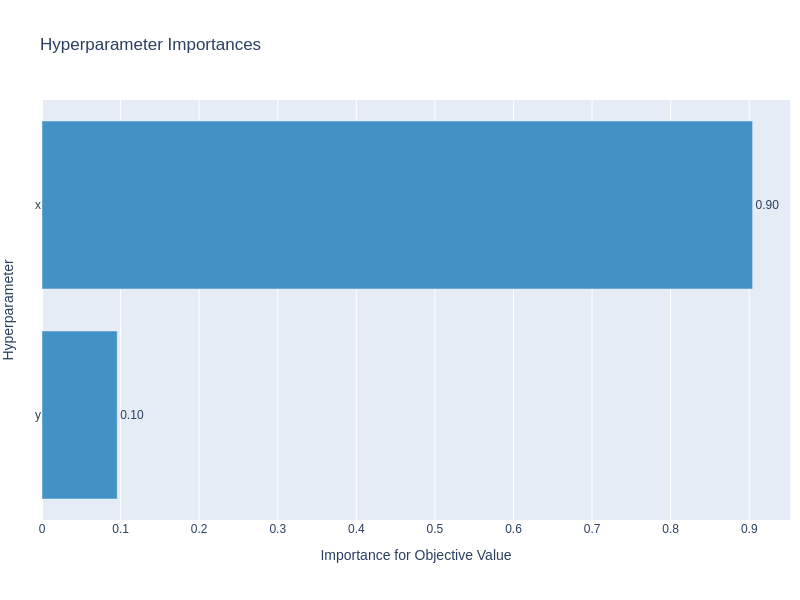 Hyperparameter Importances
Hyperparameter
x
0.90
y
0.10
0 0.1 0.2 0.3 0.4 0.5 0.6 0.7 0.8 0.9
Importance for Objective Value